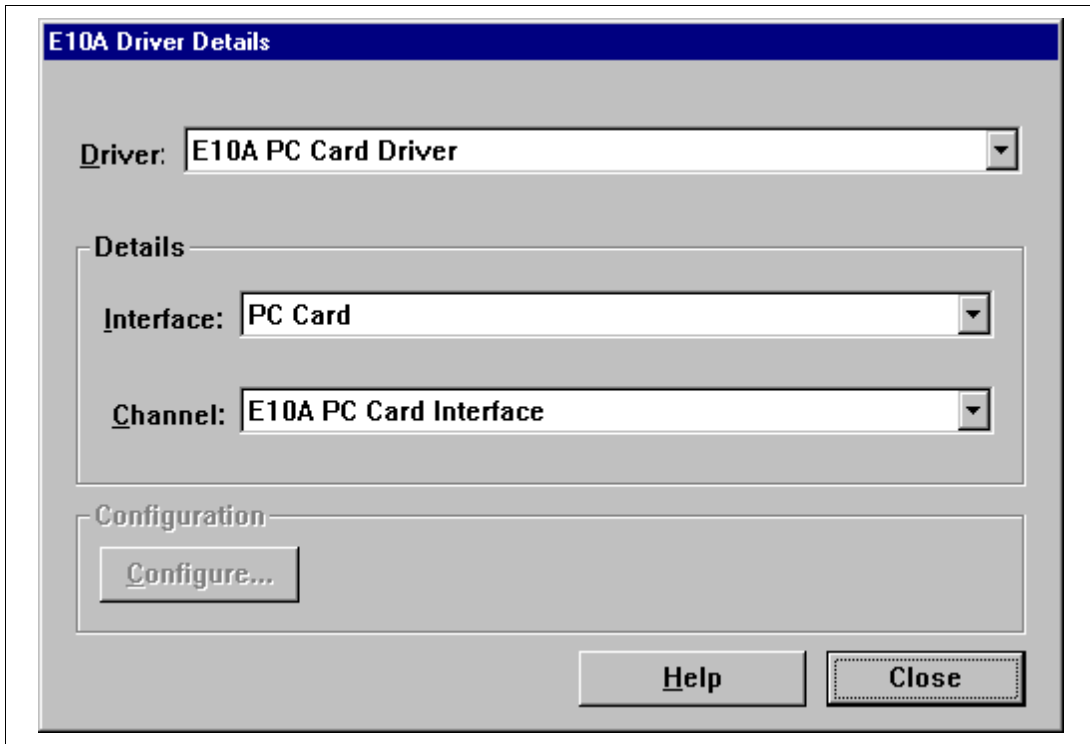 E10A Driver Details
Driver: E10A PC Card Driver
Details
Interface: PC Card
Channel: E10A PC Card Interface
Configuration
Configure...
Help Close